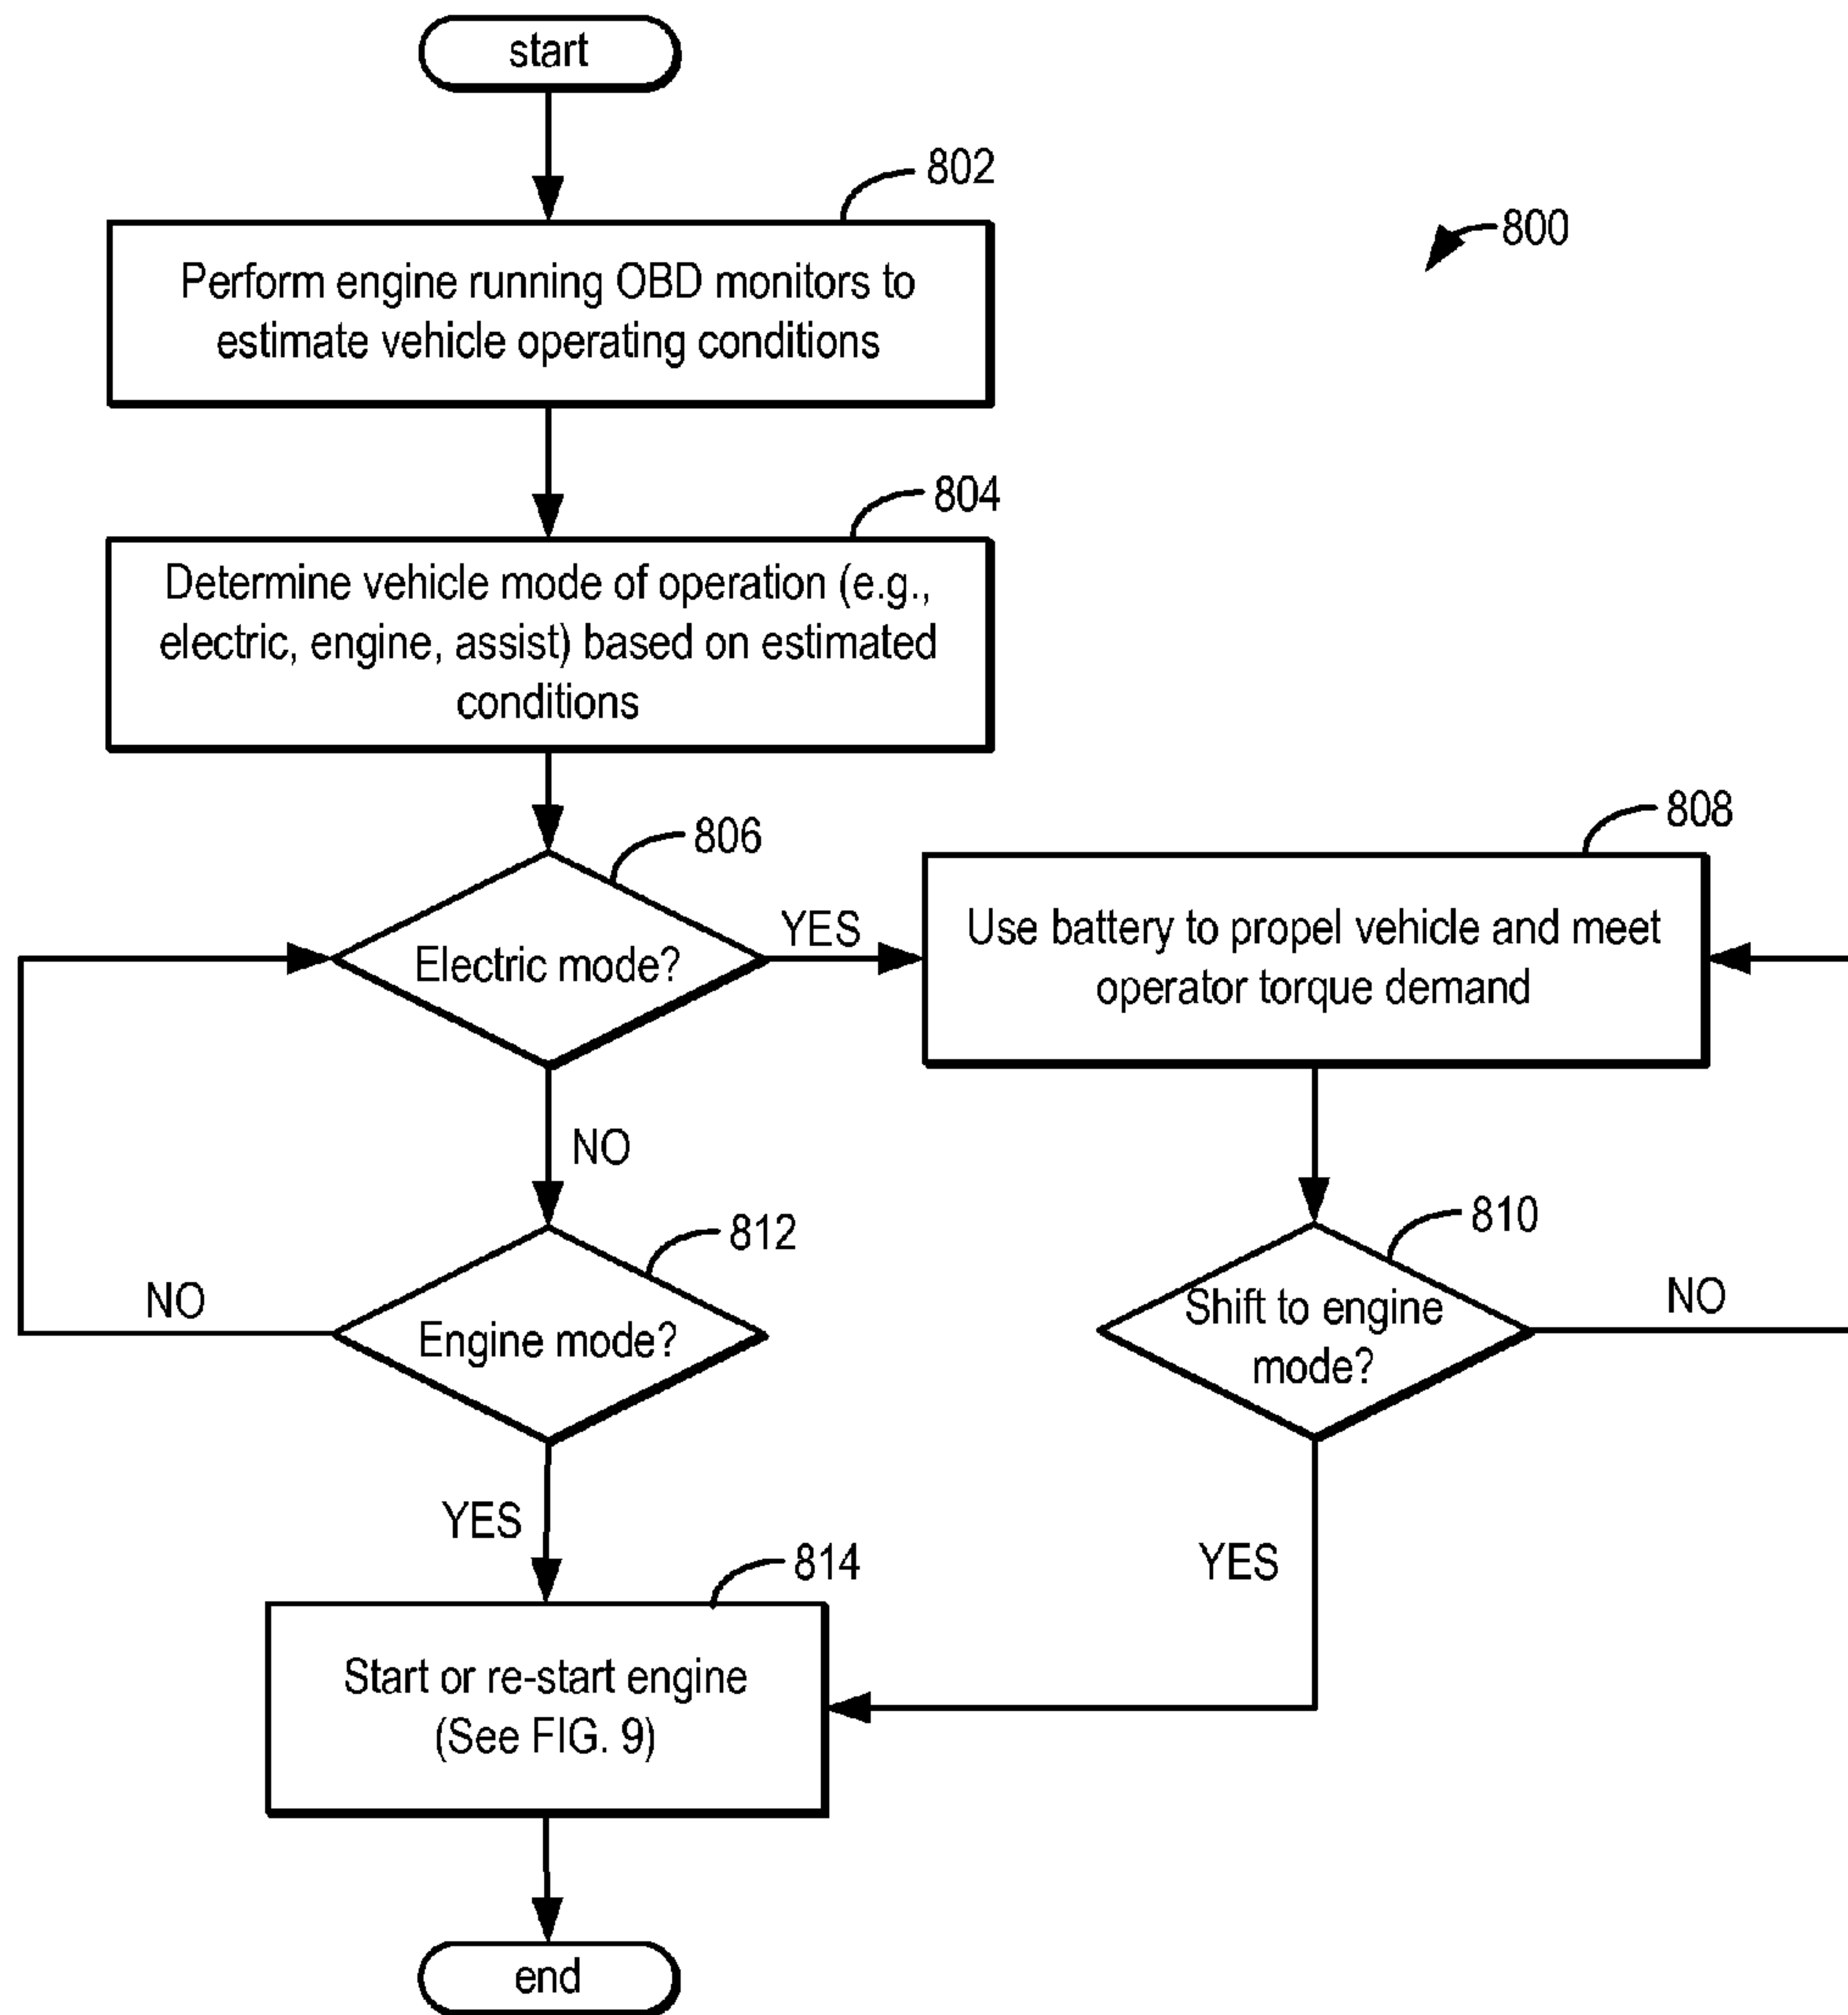 start
802
800
Perform engine running OBD monitors to
estimate vehicle operating conditions
804
Determine vehicle mode of operation (e.g.,
electric, engine, assist) based on estimated
conditions
806
808
Electric mode?
YES
Use battery to propel vehicle and meet
operator torque demand
NO
812
810
NO
Engine mode?
Shift to engine
mode?
NO
YES
814
YES
Start or re-start engine
(See FIG. 9)
end